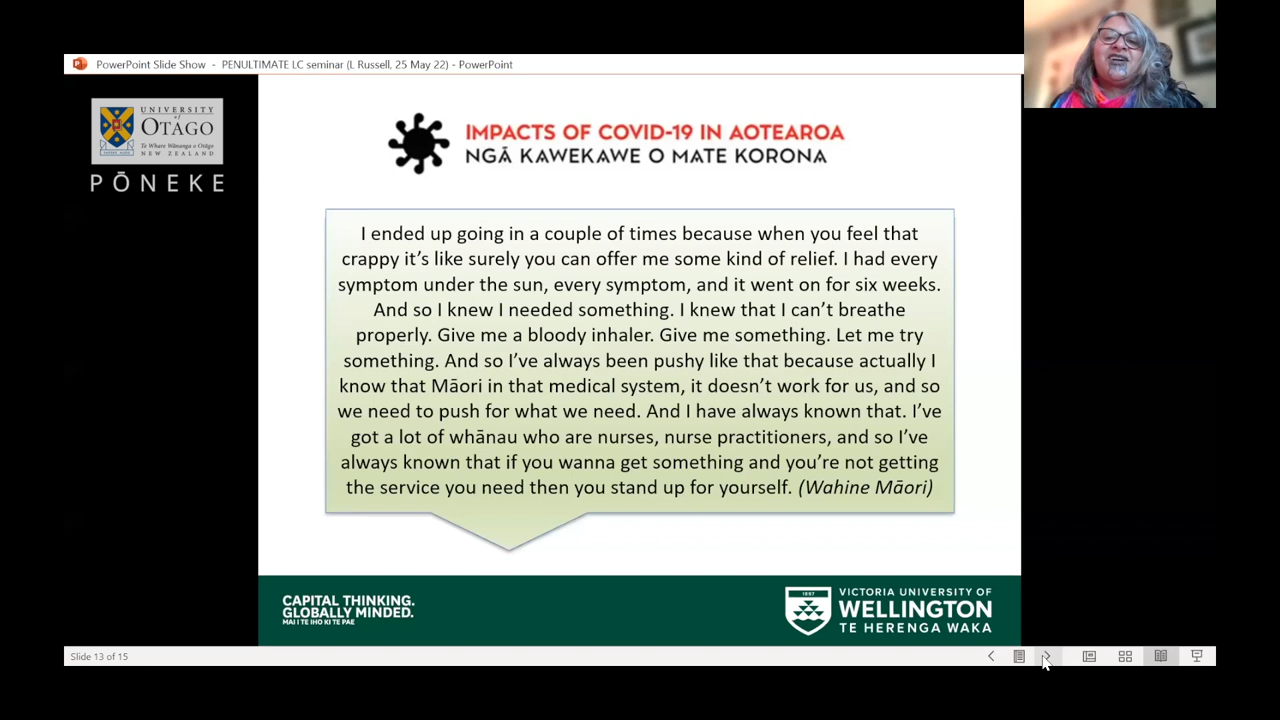 PowerPoint Slide Show - PENULTIMATE LC seminar (L Russell, 25 May 22) - PowerPoint
UNIVERSITY
of
OTAGO
Te Whare Wānanga o Otāgo
NEW ZEALAND
PŌNEKE
IMPACTS OF COVID-19 IN AOTEAROA
NGĀ KAWEKAWE O MATE KORONA
I ended up going in a couple of times because when you feel that
crappy it’s like surely you can offer me some kind of relief. I had every
symptom under the sun, every symptom, and it went on for six weeks.
And so I knew I needed something. I knew that I can’t breathe
properly. Give me a bloody inhaler. Give me something. Let me try
something. And so I’ve always been pushy like that because actually I
know that Māori in that medical system, it doesn’t work for us, and so
we need to push for what we need. And I have always known that. I’ve
got a lot of whānau who are nurses, nurse practitioners, and so I’ve
always known that if you wanna get something and you’re not getting
the service you need then you stand up for yourself. (Wahine Māori)
CAPITAL THINKING.
GLOBALLY MINDED.
MAI I TE IHO KI TE PAE
1897
VICTORIA UNIVERSITY OF
WELLINGTON
TE HERENGA WAKA
Slide 13 of 15